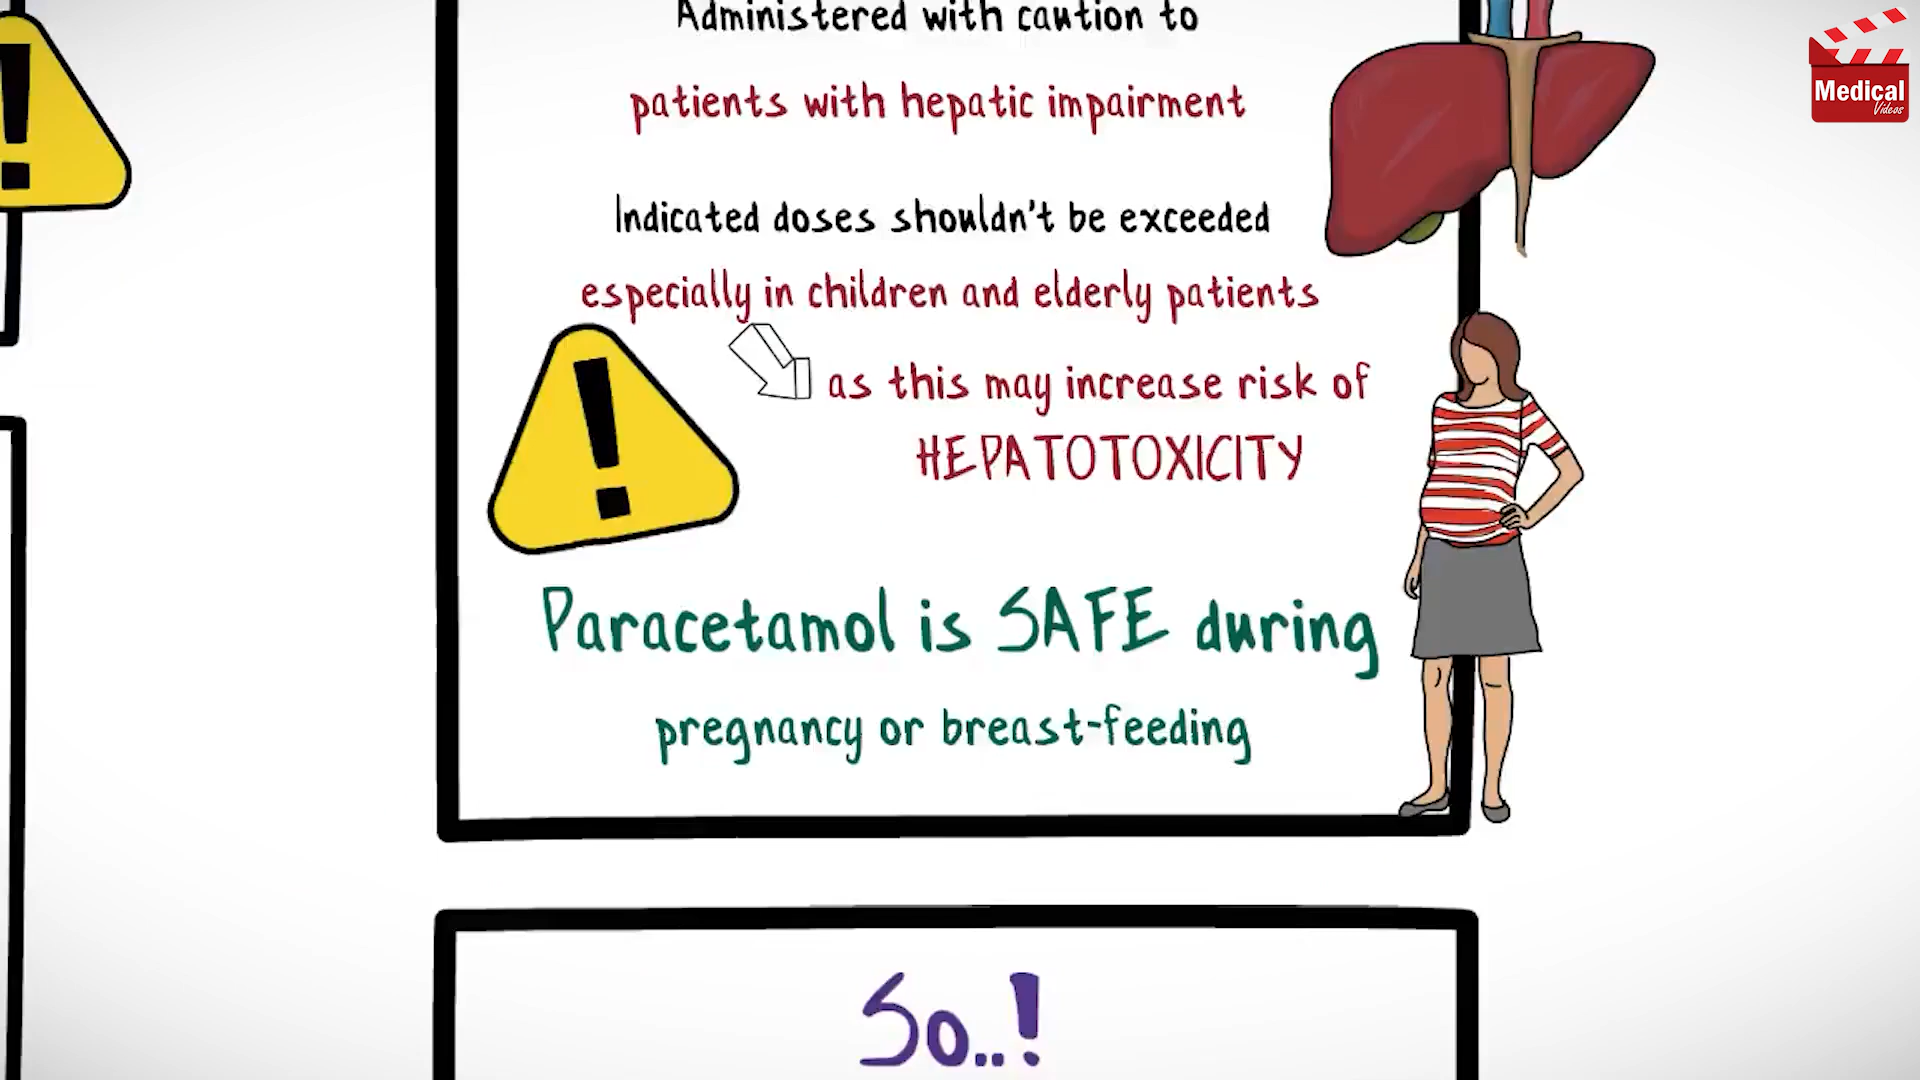 Administered with caution to
patients with hepatic impairment
Indicated doses shouldn't be exceeded
especially in children and elderly patients
as this may increase risk of
HEPATOTOXICITY
Paracetamol is SAFE during
pregnancy or breast-feeding
So..!
Medical
Videos